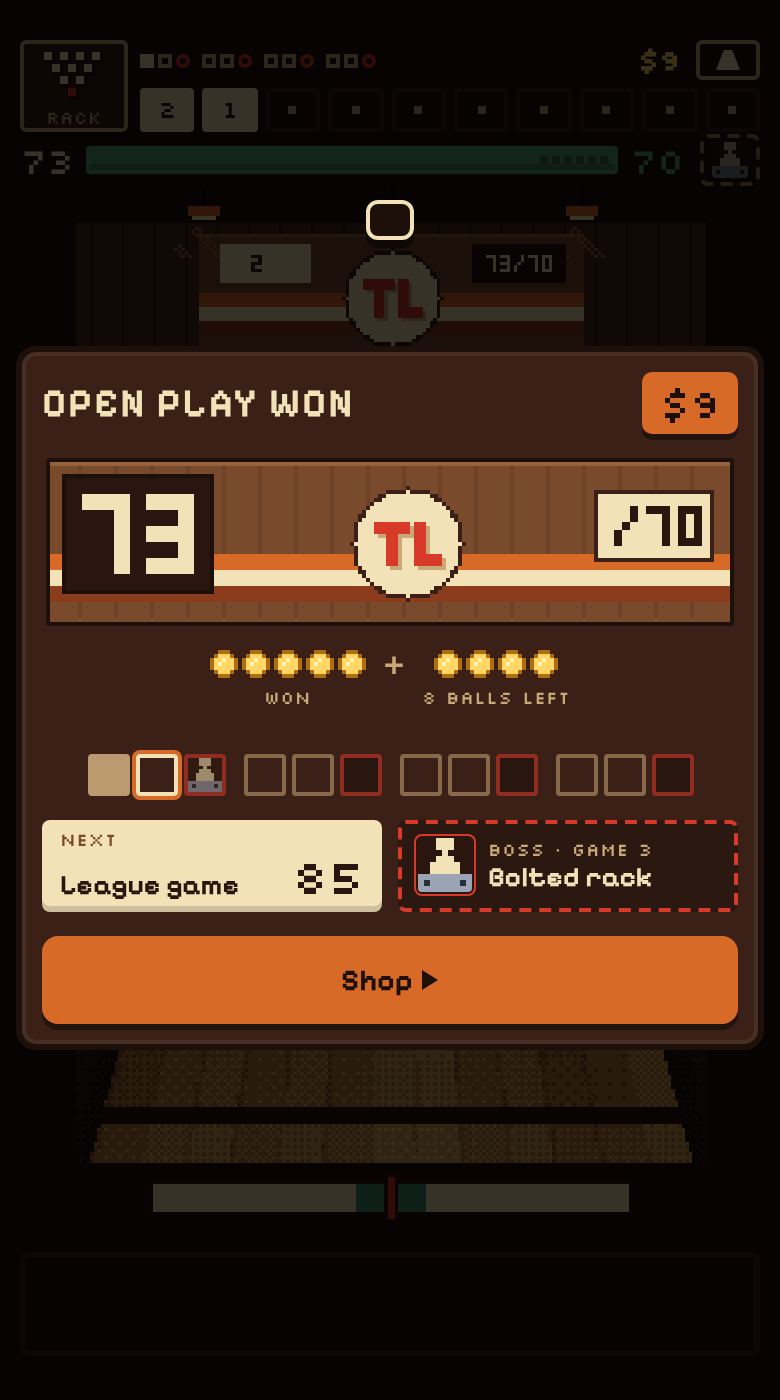 $9
RACK
2 1
73 70
2 73/70
TL
OPEN PLAY WON $9
73 TL /70
+
WON 8 BALLS LEFT
NEXT
League game 85
BOSS · GAME 3
Bolted rack
Shop